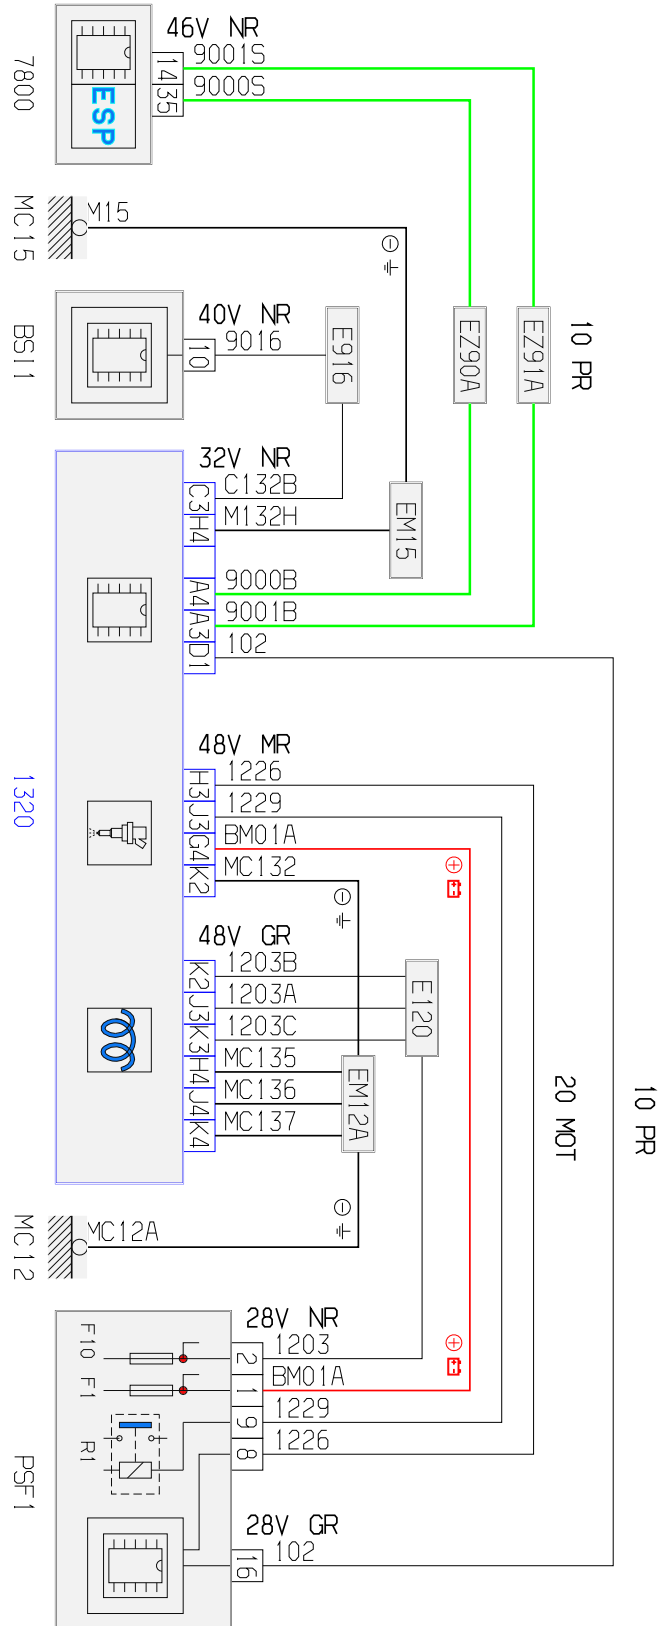 46V NR
9001S
14
9000S
35
ESP
7800
M15
MC15
10 PR
40V NR
9016
10
E916
EZ90A
EZ91A
BSI1
32V NR
C132B
C3
M132H
H4
EM15
9000B
A4
9001B
A3
102
D1
1320
48V MR
1226
H3
1229
J3
BM01A
G4
MC132
K2
48V GR
1203B
K2
1203A
J3
1203C
K3
E120
MC135
H4
MC136
J4
MC137
K4
EM12A
20 MOT
10 PR
MC12A
MC12
28V NR
1203
2
F10
BM01A
1
F1
1229
9
R1
1226
8
PSF1
28V GR
102
16